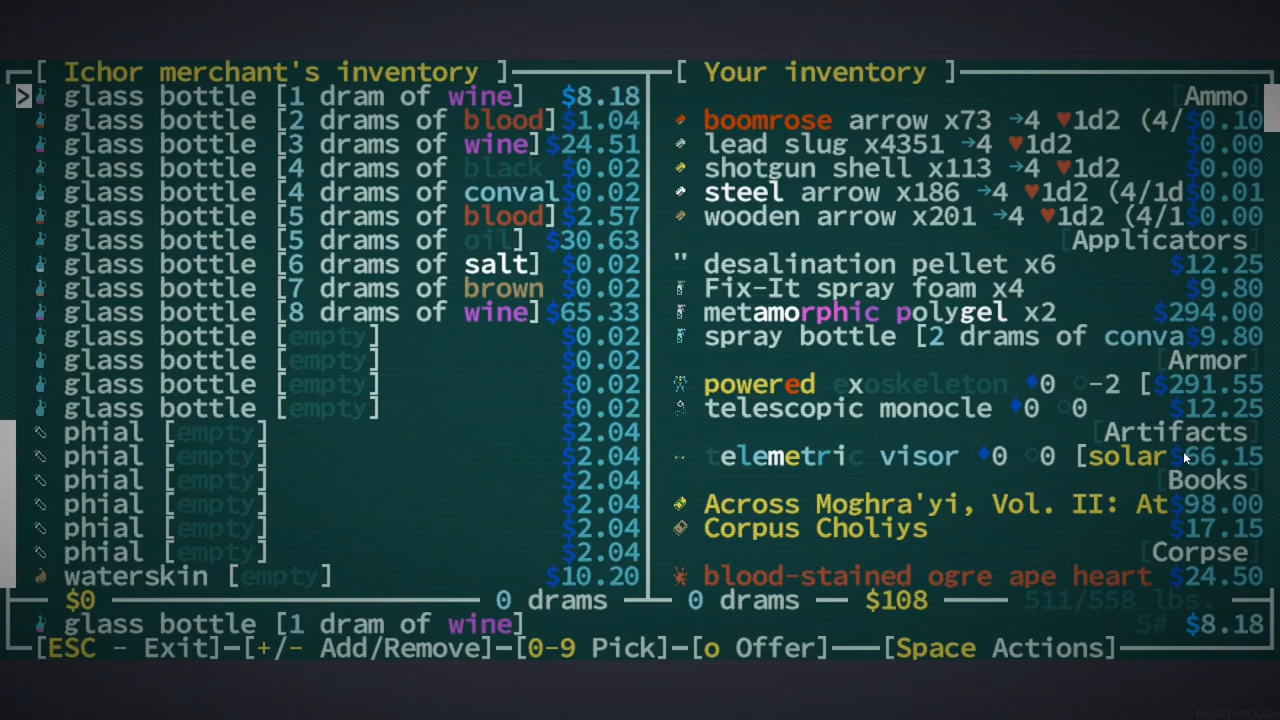 [ Ichor merchant's inventory ]
> glass bottle [1 dram of wine] $8.18
glass bottle [2 drams of blood] $1.04
glass bottle [3 drams of wine] $24.51
glass bottle [4 drams of black $0.02
glass bottle [4 drams of conval $0.02
glass bottle [5 drams of blood] $2.57
glass bottle [5 drams of oil] $30.63
glass bottle [6 drams of salt] $0.02
glass bottle [7 drams of brown $0.02
glass bottle [8 drams of wine] $65.33
glass bottle [empty] $0.02
glass bottle [empty] $0.02
glass bottle [empty] $0.02
glass bottle [empty] $0.02
phial [empty] $2.04
phial [empty] $2.04
phial [empty] $2.04
phial [empty] $2.04
phial [empty] $2.04
phial [empty] $2.04
waterskin [empty] $10.20
[ Your inventory ]
[Ammo]
boomrose arrow x73 →4 ♥1d2 (4/ $0.10
lead slug x4351 →4 ♥1d2 $0.00
shotgun shell x113 →4 ♥1d2 $0.00
steel arrow x186 →4 ♥1d2 (4/1d $0.01
wooden arrow x201 →4 ♥1d2 (4/1 $0.00
[Applicators]
desalination pellet x6 $12.25
Fix-It spray foam x4 $9.80
metamorphic polygel x2 $294.00
spray bottle [2 drams of conva $9.80
[Armor]
powered exoskeleton ♦0 ○-2 [ $291.55
telescopic monocle ♦0 ○0 $12.25
[Artifacts]
telemetric visor ♦0 ○0 [solar $66.15
[Books]
Across Moghra'yi, Vol. II: At $98.00
Corpus Choliys $17.15
[Corpse]
blood-stained ogre ape heart $24.50
$0 0 drams 0 drams $108 511/558 lbs.
glass bottle [1 dram of wine] 5# $8.18
[ESC - Exit] [+/- Add/Remove] [0-9 Pick] [o Offer] [Space Actions]